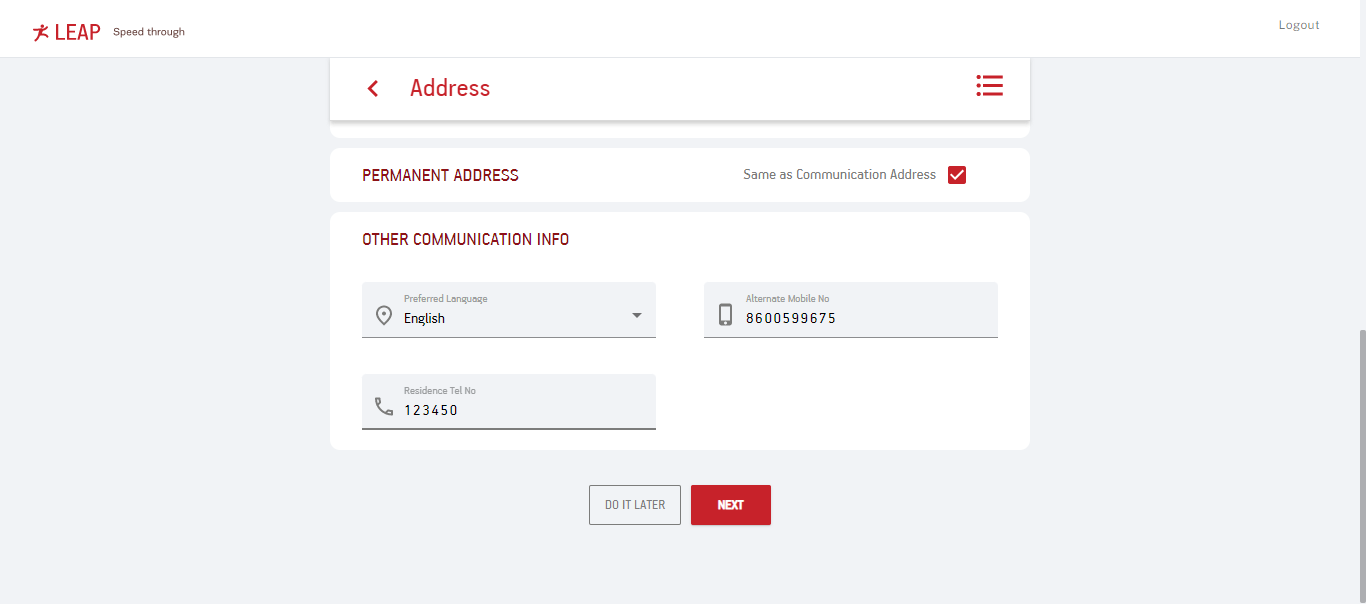 LEAP Speed through
Logout
Address
PERMANENT ADDRESS
Same as Communication Address
OTHER COMMUNICATION INFO
Preferred Language
English
Alternate Mobile No
8600599675
Residence Tel No
123450
DO IT LATER
NEXT